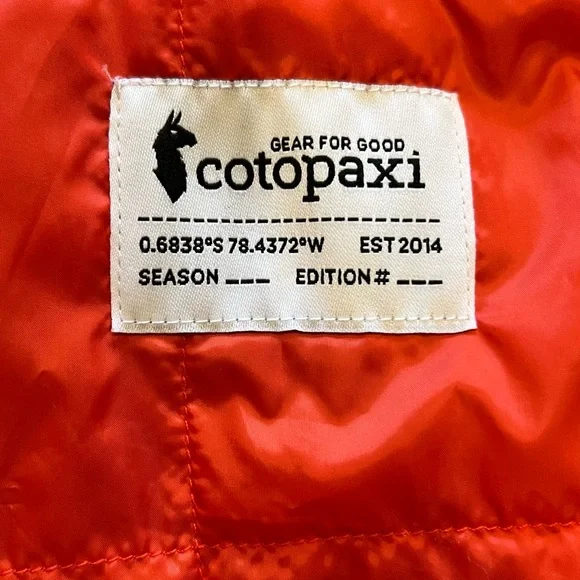 GEAR FOR GOOD
cotopaxi
0.6838°S 78.4372°W EST 2014
SEASON ___ EDITION # ___